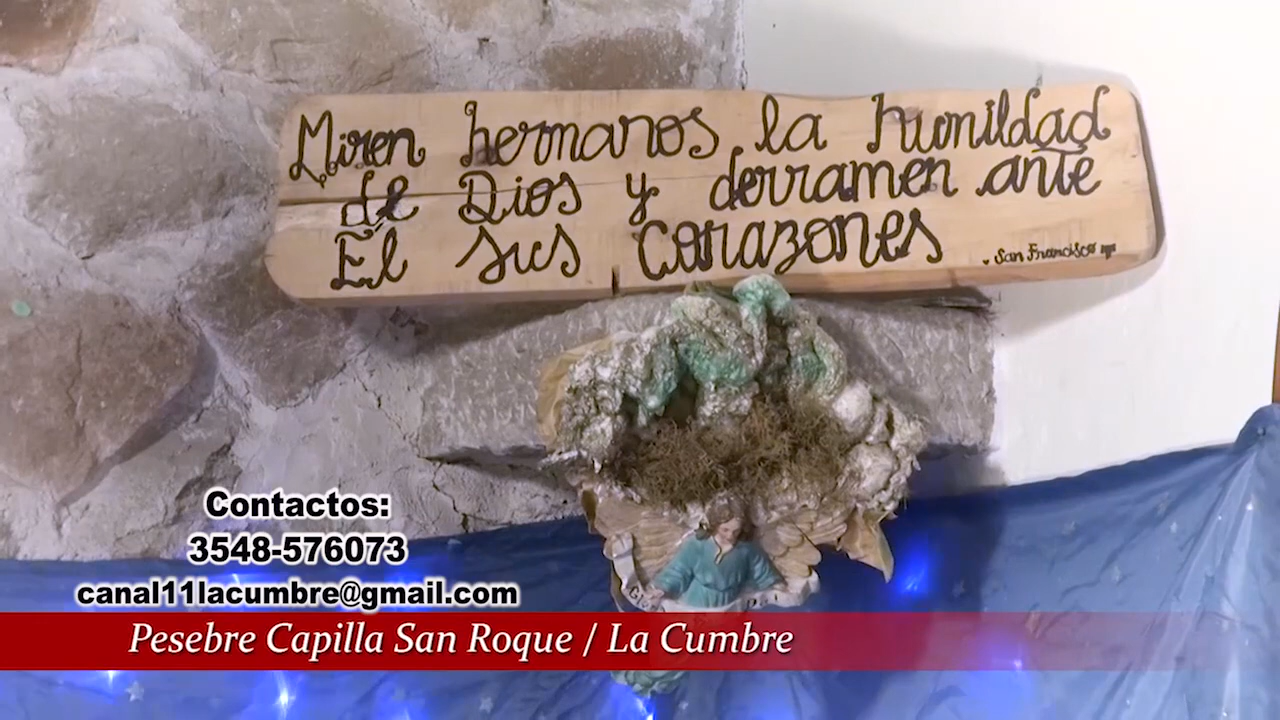 Miren hermanos la humildad
de Dios y derramen ante
Él sus corazones
. San Francisco
Contactos:
3548-576073
canal11lacumbre@gmail.com
Pesebre Capilla San Roque / La Cumbre